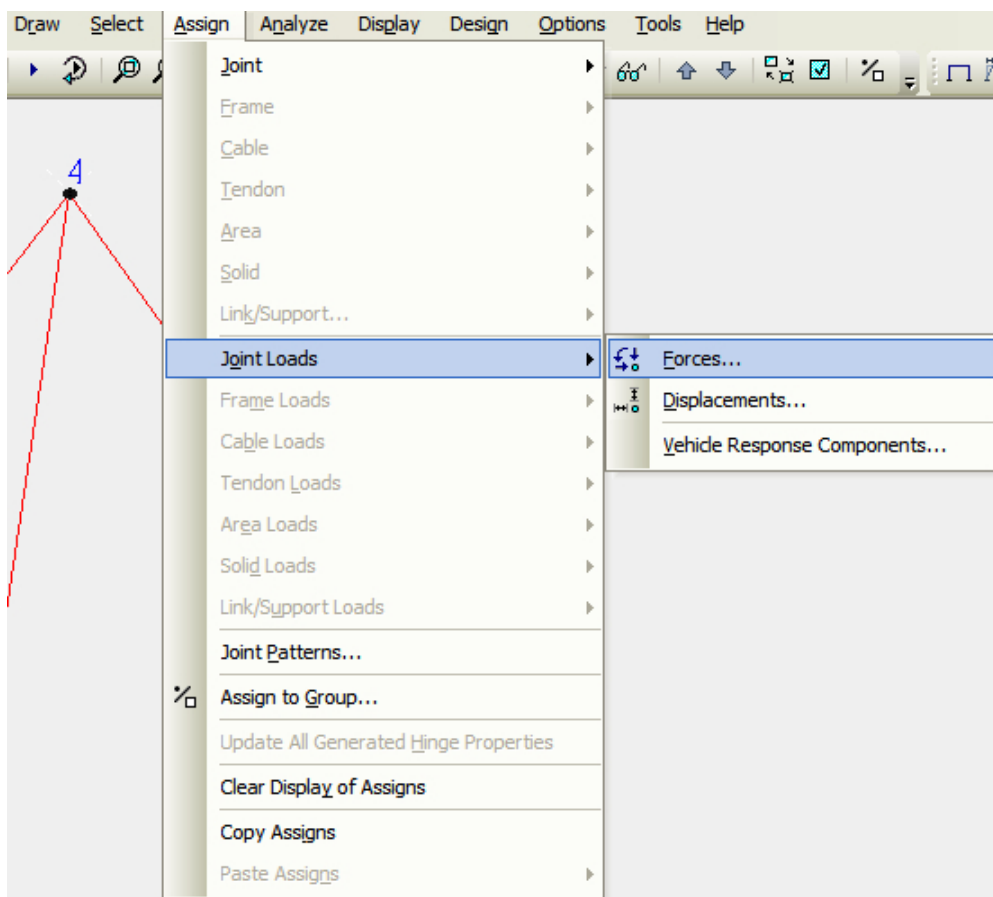 Draw Select Assign Analyze Display Design Options Tools Help
4
Joint
Frame
Cable
Tendon
Area
Solid
Link/Support...
Joint Loads
Forces...
Frame Loads
Displacements...
Cable Loads
Vehicle Response Components...
Tendon Loads
Area Loads
Solid Loads
Link/Support Loads
Joint Patterns...
Assign to Group...
Update All Generated Hinge Properties
Clear Display of Assigns
Copy Assigns
Paste Assigns